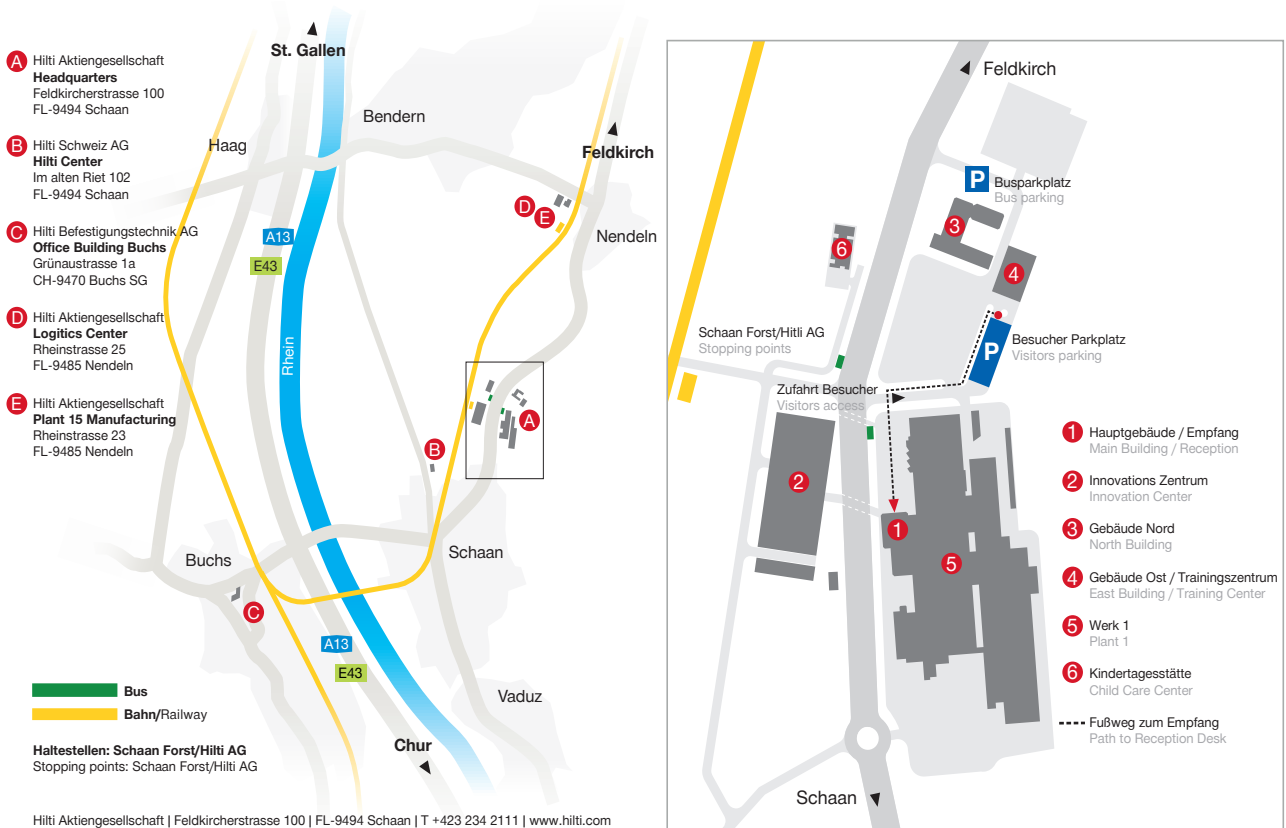 A Hilti Aktiengesellschaft
Headquarters
Feldkircherstrasse 100
FL-9494 Schaan
B Hilti Schweiz AG
Hilti Center
Im alten Riet 102
FL-9494 Schaan
C Hilti Befestigungstechnik AG
Office Building Buchs
Grünaustrasse 1a
CH-9470 Buchs SG
D Hilti Aktiengesellschaft
Logitics Center
Rheinstrasse 25
FL-9485 Nendeln
E Hilti Aktiengesellschaft
Plant 15 Manufacturing
Rheinstrasse 23
FL-9485 Nendeln
St. Gallen
Bendern
Haag
Feldkirch
D
E
Nendeln
A13
E43
Rhein
A
B
Schaan
Buchs
C
A13
E43
Vaduz
Chur
Bus
Bahn/Railway
Haltestellen: Schaan Forst/Hilti AG
Stopping points: Schaan Forst/Hilti AG
Hilti Aktiengesellschaft | Feldkircherstrasse 100 | FL-9494 Schaan | T +423 234 2111 | www.hilti.com
Feldkirch
P Busparkplatz
Bus parking
3
6
4
Schaan Forst/Hitli AG
Stopping points
P
Besucher Parkplatz
Visitors parking
Zufahrt Besucher
Visitors access
2
1
5
Schaan
1 Hauptgebäude / Empfang
Main Building / Reception
2 Innovations Zentrum
Innovation Center
3 Gebäude Nord
North Building
4 Gebäude Ost / Trainingszentrum
East Building / Training Center
5 Werk 1
Plant 1
6 Kindertagesstätte
Child Care Center
Fußweg zum Empfang
Path to Reception Desk